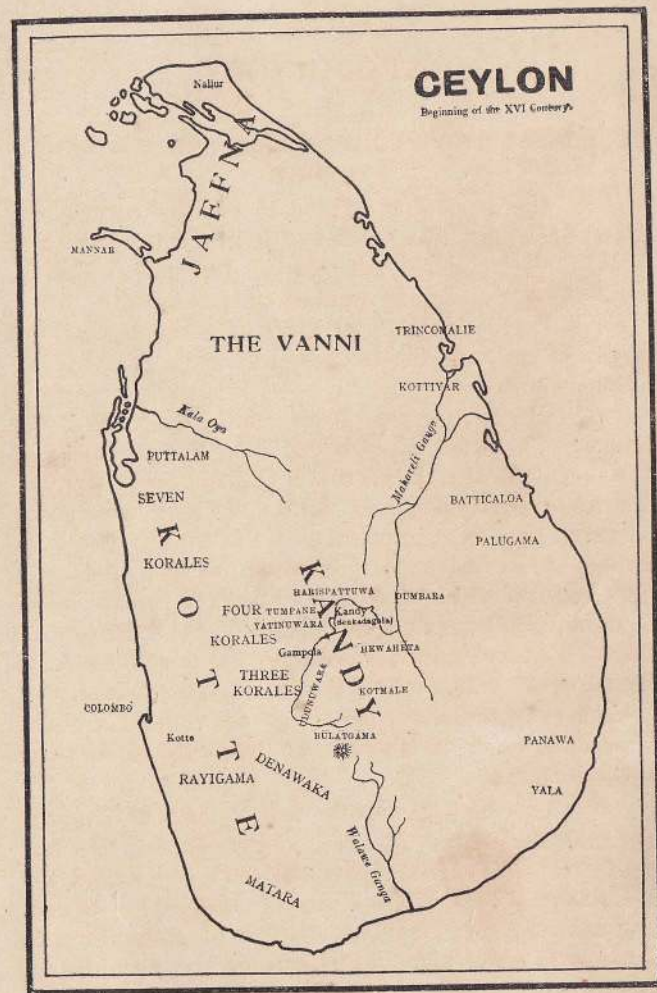 CEYLON
Beginning of the XVI Century.
Nallur
JAFFNA
MANNAR
THE VANNI
TRINCOMALIE
KOTTIYAR
Kala Oya
Mahaveli Ganga
PUTTALAM
SEVEN
KORALES
BATTICALOA
PALUGAMA
KOTTE
KANDY
HARISPATTUWA
DUMBARA
FOUR
KORALES
TUMPANE
Kandy
(Senkadagala)
YATINUWARA
Gampola
HEWAHETA
THREE
KORALES
UDUNUWARA
KOTMALE
COLOMBO
Kotte
BULATGAMA
PANAWA
RAYIGAMA
DENAWAKA
YALA
Walawe Ganga
MATARA